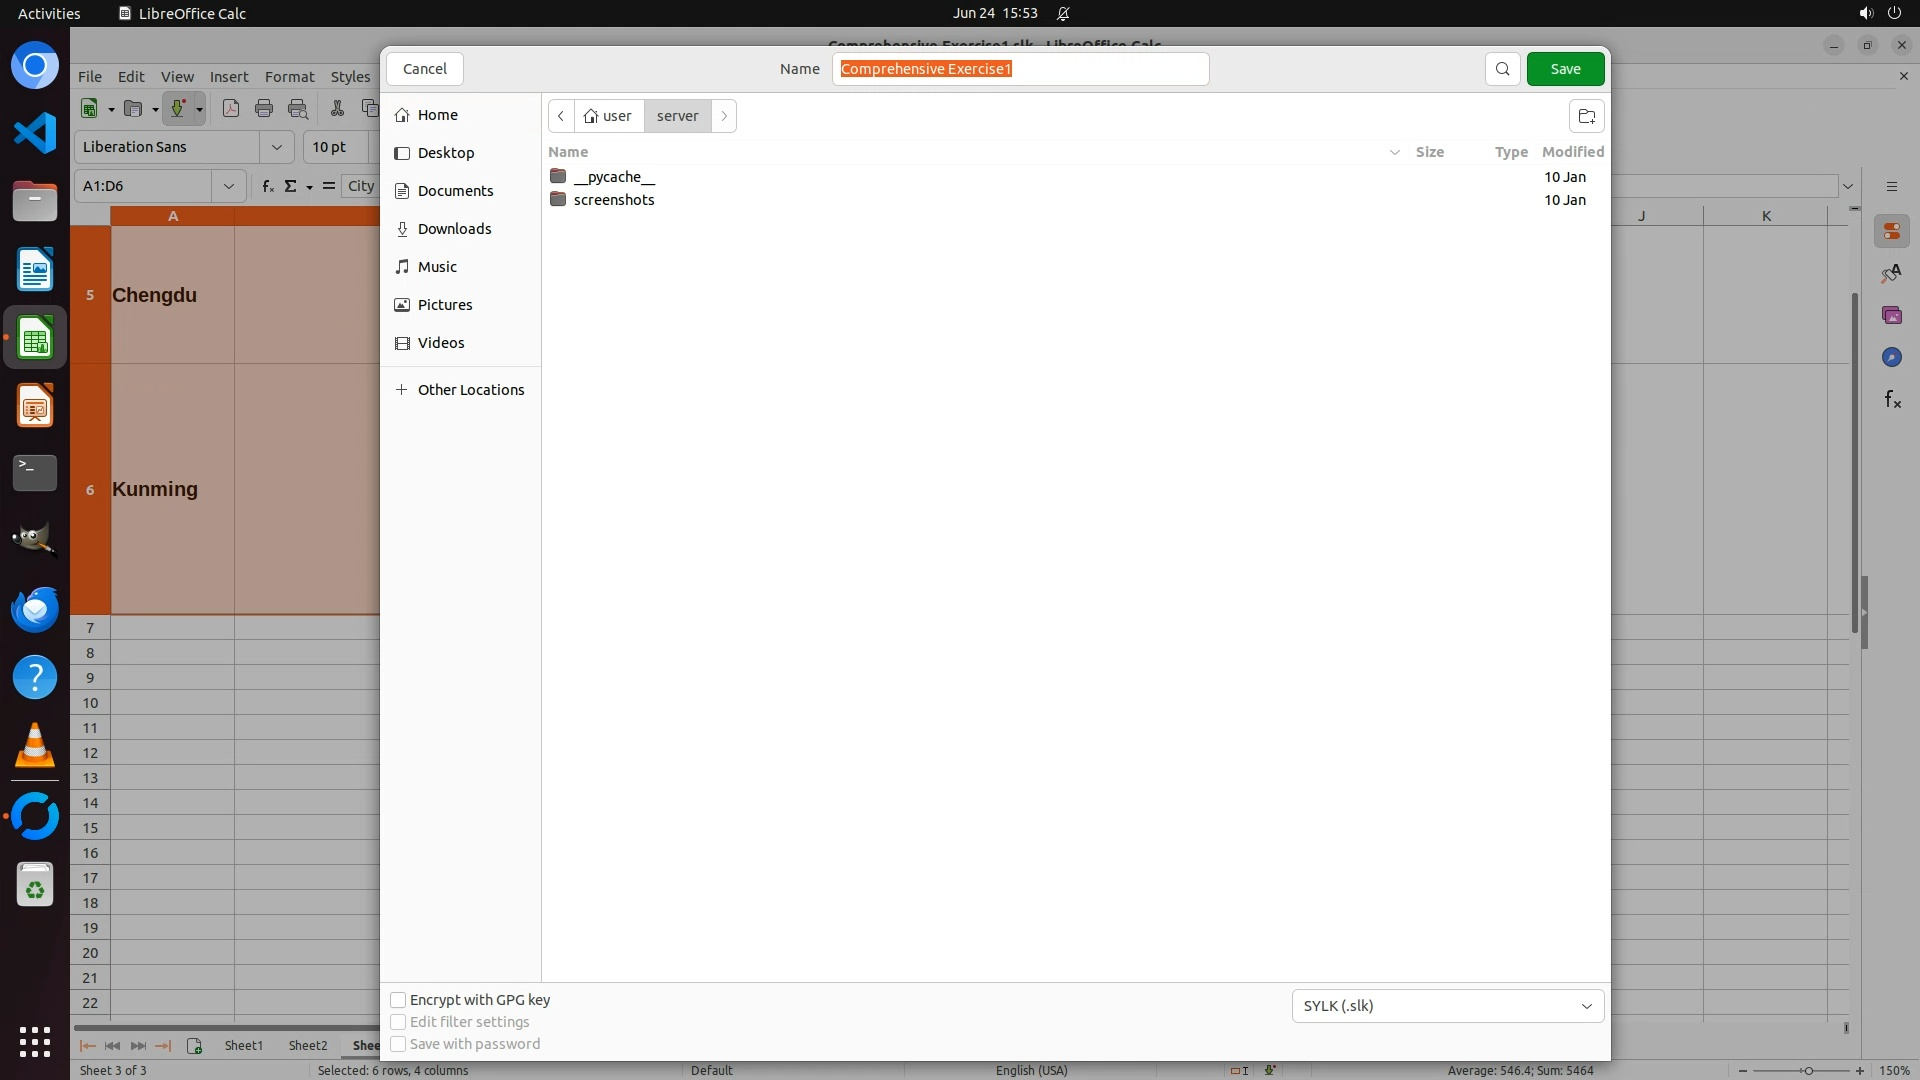 Activities
LibreOffice Calc
Jun 24 15:53
File Edit View Insert Format Styles
Cancel
Name
Comprehensive Exercise1
Save
Liberation Sans
10 pt
A1:D6
City
Home
Desktop
Documents
Downloads
Music
Pictures
Videos
Other Locations
user
server
Name Size Type Modified
__pycache__ 10 Jan
screenshots 10 Jan
A
J
K
5
Chengdu
6
Kunming
7
8
9
10
11
12
13
14
15
16
17
18
19
20
21
22
Encrypt with GPG key
Edit filter settings
Save with password
SYLK (.slk)
Sheet1
Sheet2
Shee
Sheet 3 of 3
Selected: 6 rows, 4 columns
Default
English (USA)
Average: 546.4; Sum: 5464
150%